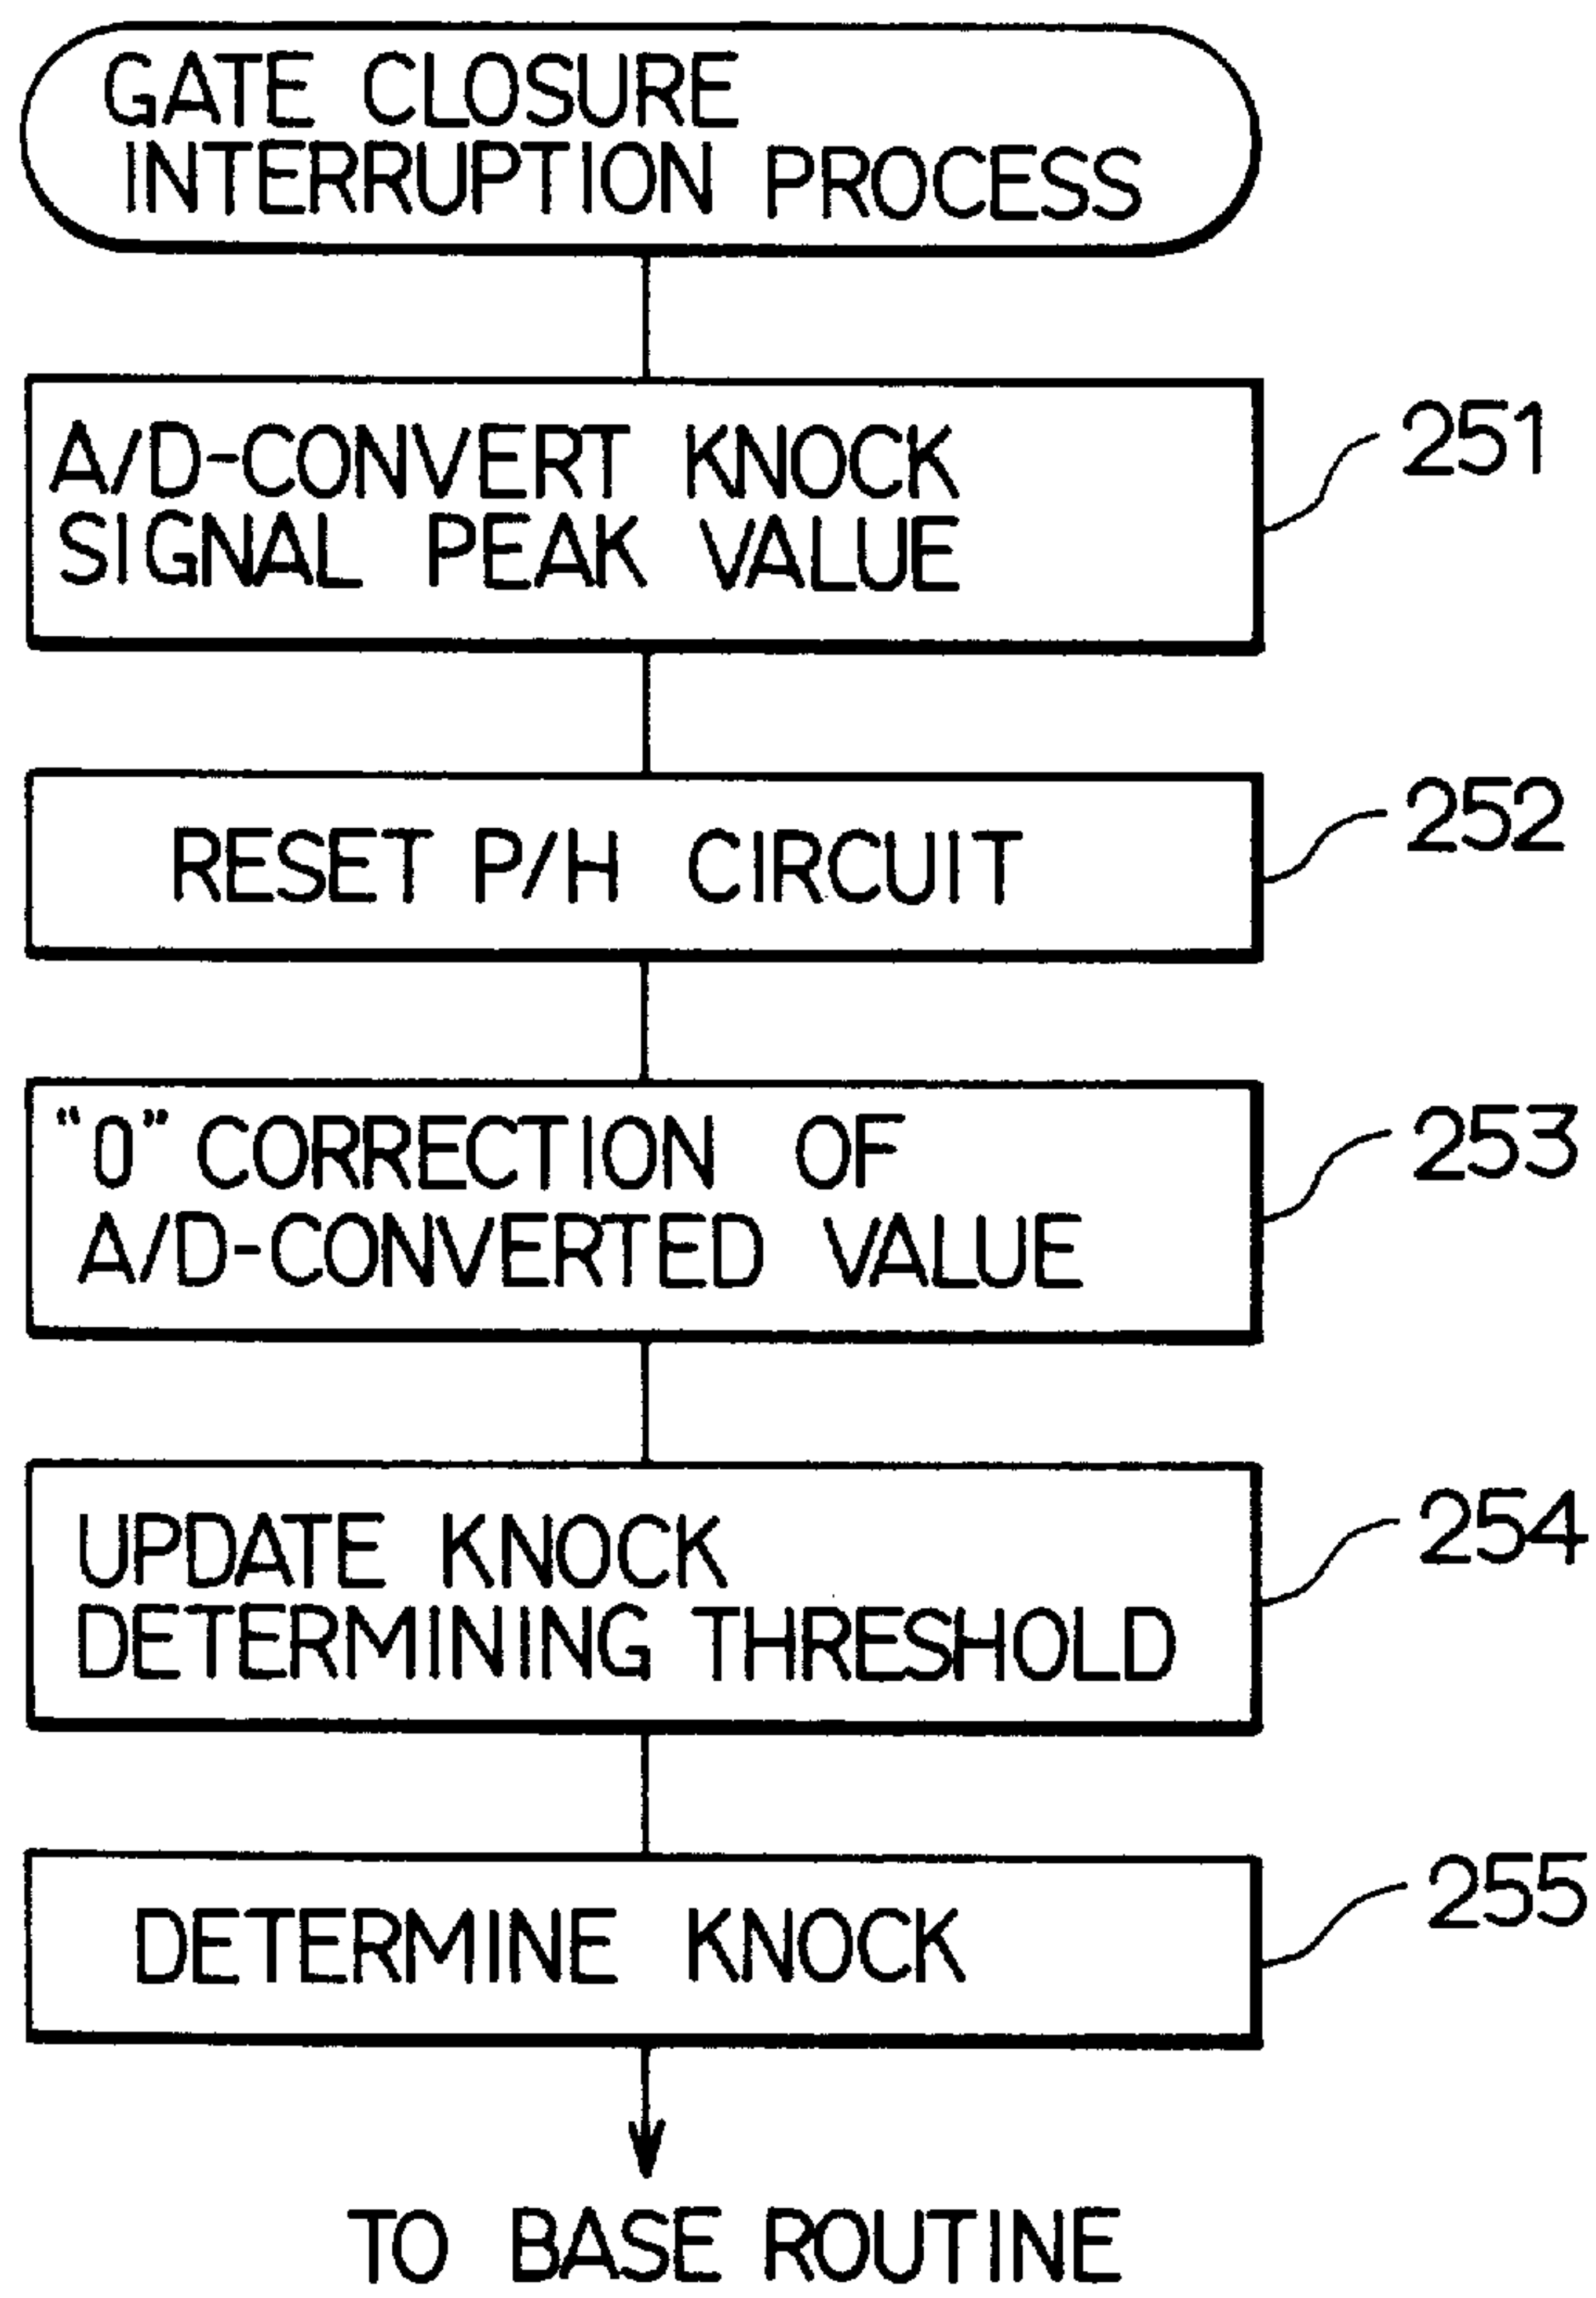 GATE CLOSURE
INTERRUPTION PROCESS
A/D-CONVERT KNOCK
SIGNAL PEAK VALUE
251
RESET P/H CIRCUIT
252
"0" CORRECTION OF
A/D-CONVERTED VALUE
253
UPDATE KNOCK
DETERMINING THRESHOLD
254
DETERMINE KNOCK
255
TO BASE ROUTINE